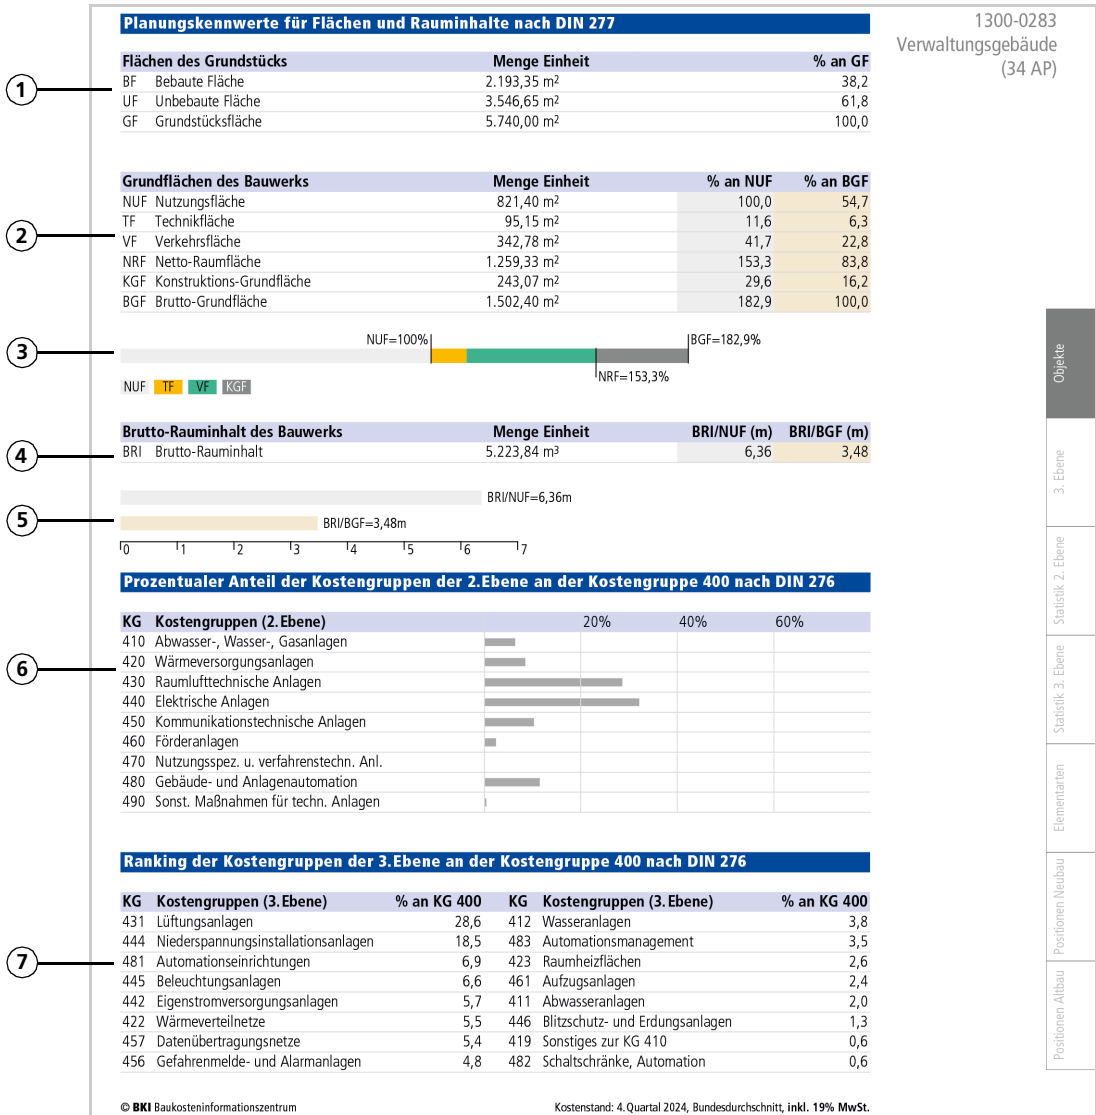 Planungskennwerte für Flächen und Rauminhalte nach DIN 277
1300-0283
Verwaltungsgebäude
(34 AP)
Flächen des Grundstücks Menge Einheit % an GF
1
BF Bebaute Fläche 2.193,35 m² 38,2
UF Unbebaute Fläche 3.546,65 m² 61,8
GF Grundstücksfläche 5.740,00 m² 100,0
Grundflächen des Bauwerks Menge Einheit % an NUF % an BGF
2
NUF Nutzungsfläche 821,40 m² 100,0 54,7
TF Technikfläche 95,15 m² 11,6 6,3
VF Verkehrsfläche 342,78 m² 41,7 22,8
NRF Netto-Raumfläche 1.259,33 m² 153,3 83,8
KGF Konstruktions-Grundfläche 243,07 m² 29,6 16,2
BGF Brutto-Grundfläche 1.502,40 m² 182,9 100,0
3
NUF=100% BGF=182,9%
NRF=153,3%
NUF TF VF KGF
Brutto-Rauminhalt des Bauwerks Menge Einheit BRI/NUF (m) BRI/BGF (m)
4
BRI Brutto-Rauminhalt 5.223,84 m³ 6,36 3,48
BRI/NUF=6,36m
5
BRI/BGF=3,48m
0 1 2 3 4 5 6 7
Prozentualer Anteil der Kostengruppen der 2.Ebene an der Kostengruppe 400 nach DIN 276
KG Kostengruppen (2.Ebene) 20% 40% 60%
6
410 Abwasser-, Wasser-, Gasanlagen
420 Wärmeversorgungsanlagen
430 Raumlufttechnische Anlagen
440 Elektrische Anlagen
450 Kommunikationstechnische Anlagen
460 Förderanlagen
470 Nutzungsspez. u. verfahrenstechn. Anl.
480 Gebäude- und Anlagenautomation
490 Sonst. Maßnahmen für techn. Anlagen
Ranking der Kostengruppen der 3.Ebene an der Kostengruppe 400 nach DIN 276
KG Kostengruppen (3.Ebene) % an KG 400 KG Kostengruppen (3.Ebene) % an KG 400
7
431 Lüftungsanlagen 28,6 412 Wasseranlagen 3,8
444 Niederspannungsinstallationsanlagen 18,5 483 Automationsmanagement 3,5
481 Automationseinrichtungen 6,9 423 Raumheizflächen 2,6
445 Beleuchtungsanlagen 6,6 461 Aufzugsanlagen 2,4
442 Eigenstromversorgungsanlagen 5,7 411 Abwasseranlagen 2,0
422 Wärmeverteilnetze 5,5 446 Blitzschutz- und Erdungsanlagen 1,3
457 Datenübertragungsnetze 5,4 419 Sonstiges zur KG 410 0,6
456 Gefahrenmelde- und Alarmanlagen 4,8 482 Schaltschränke, Automation 0,6
© BKI Baukosteninformationszentrum Kostenstand: 4.Quartal 2024, Bundesdurchschnitt, inkl. 19% MwSt.
Objekte
3. Ebene
Statistik 2. Ebene
Statistik 3. Ebene
Elementarten
Positionen Neubau
Positionen Altbau